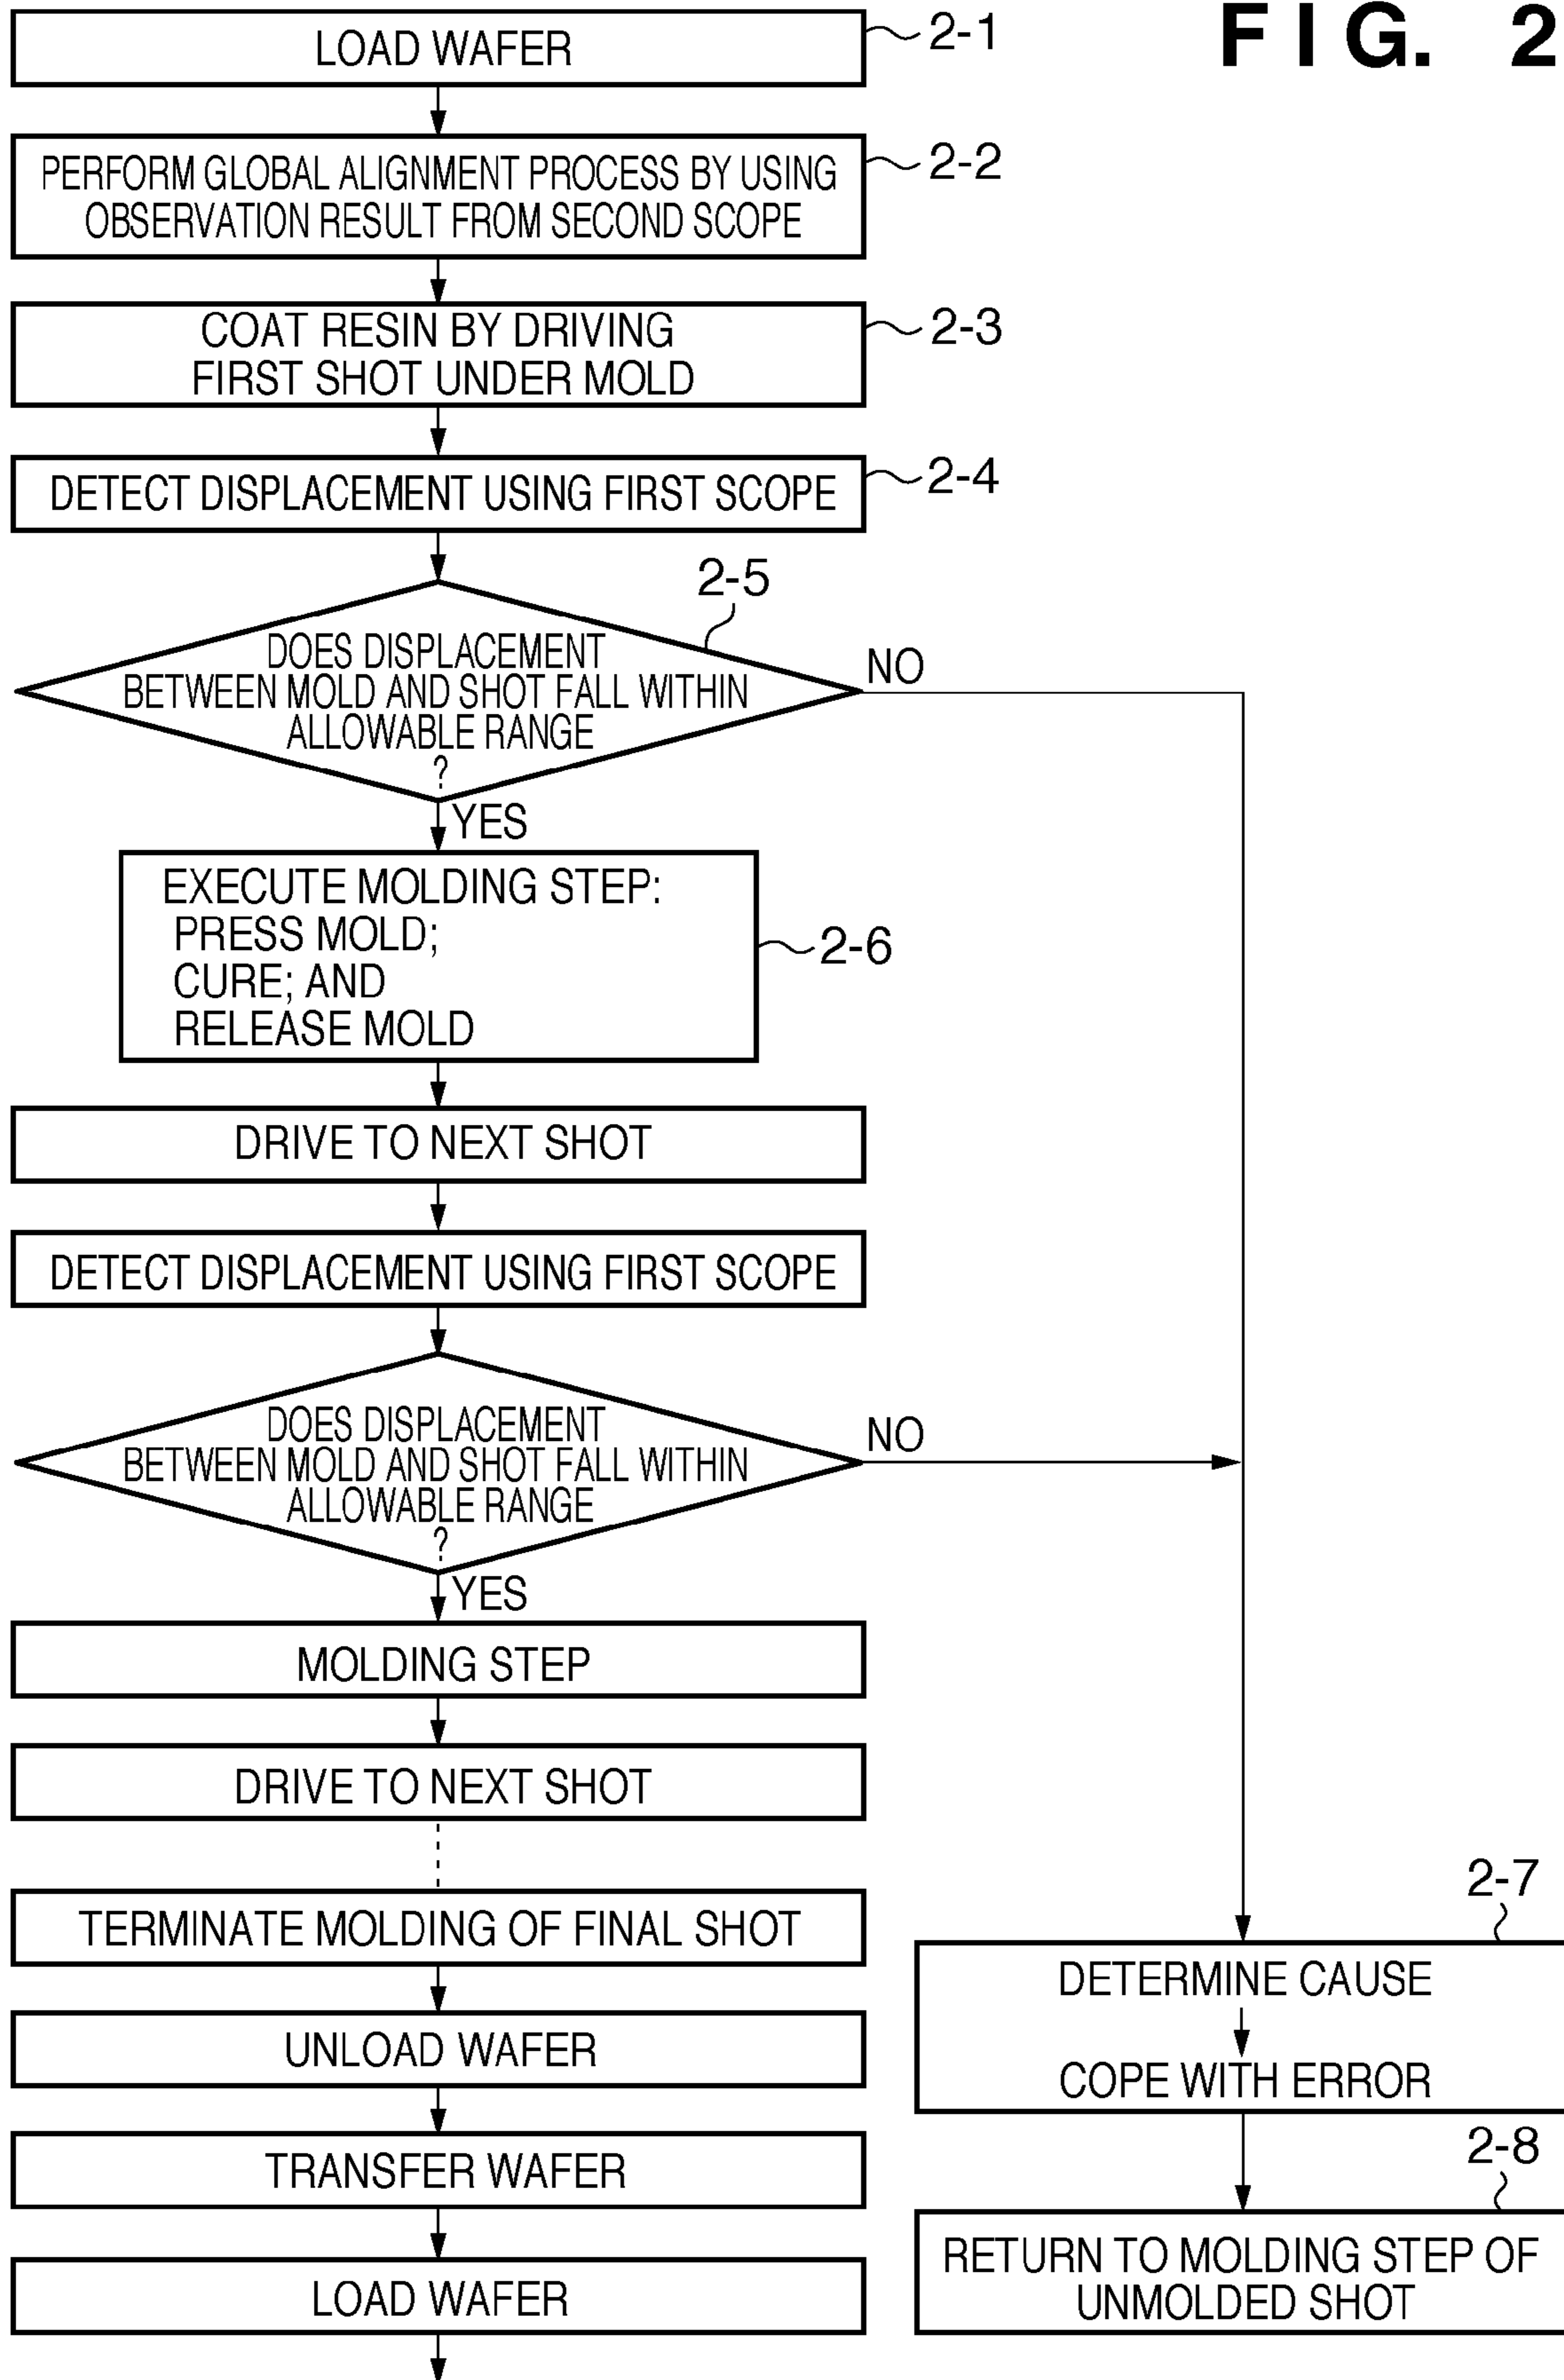 FIG. 2
LOAD WAFER
2-1
PERFORM GLOBAL ALIGNMENT PROCESS BY USING
OBSERVATION RESULT FROM SECOND SCOPE
2-2
COAT RESIN BY DRIVING
FIRST SHOT UNDER MOLD
2-3
DETECT DISPLACEMENT USING FIRST SCOPE
2-4
2-5
DOES DISPLACEMENT
BETWEEN MOLD AND SHOT FALL WITHIN
ALLOWABLE RANGE
?
NO
YES
EXECUTE MOLDING STEP:
PRESS MOLD;
CURE; AND
RELEASE MOLD
2-6
DRIVE TO NEXT SHOT
DETECT DISPLACEMENT USING FIRST SCOPE
DOES DISPLACEMENT
BETWEEN MOLD AND SHOT FALL WITHIN
ALLOWABLE RANGE
?
NO
YES
MOLDING STEP
DRIVE TO NEXT SHOT
TERMINATE MOLDING OF FINAL SHOT
UNLOAD WAFER
TRANSFER WAFER
LOAD WAFER
2-7
DETERMINE CAUSE
COPE WITH ERROR
2-8
RETURN TO MOLDING STEP OF
UNMOLDED SHOT